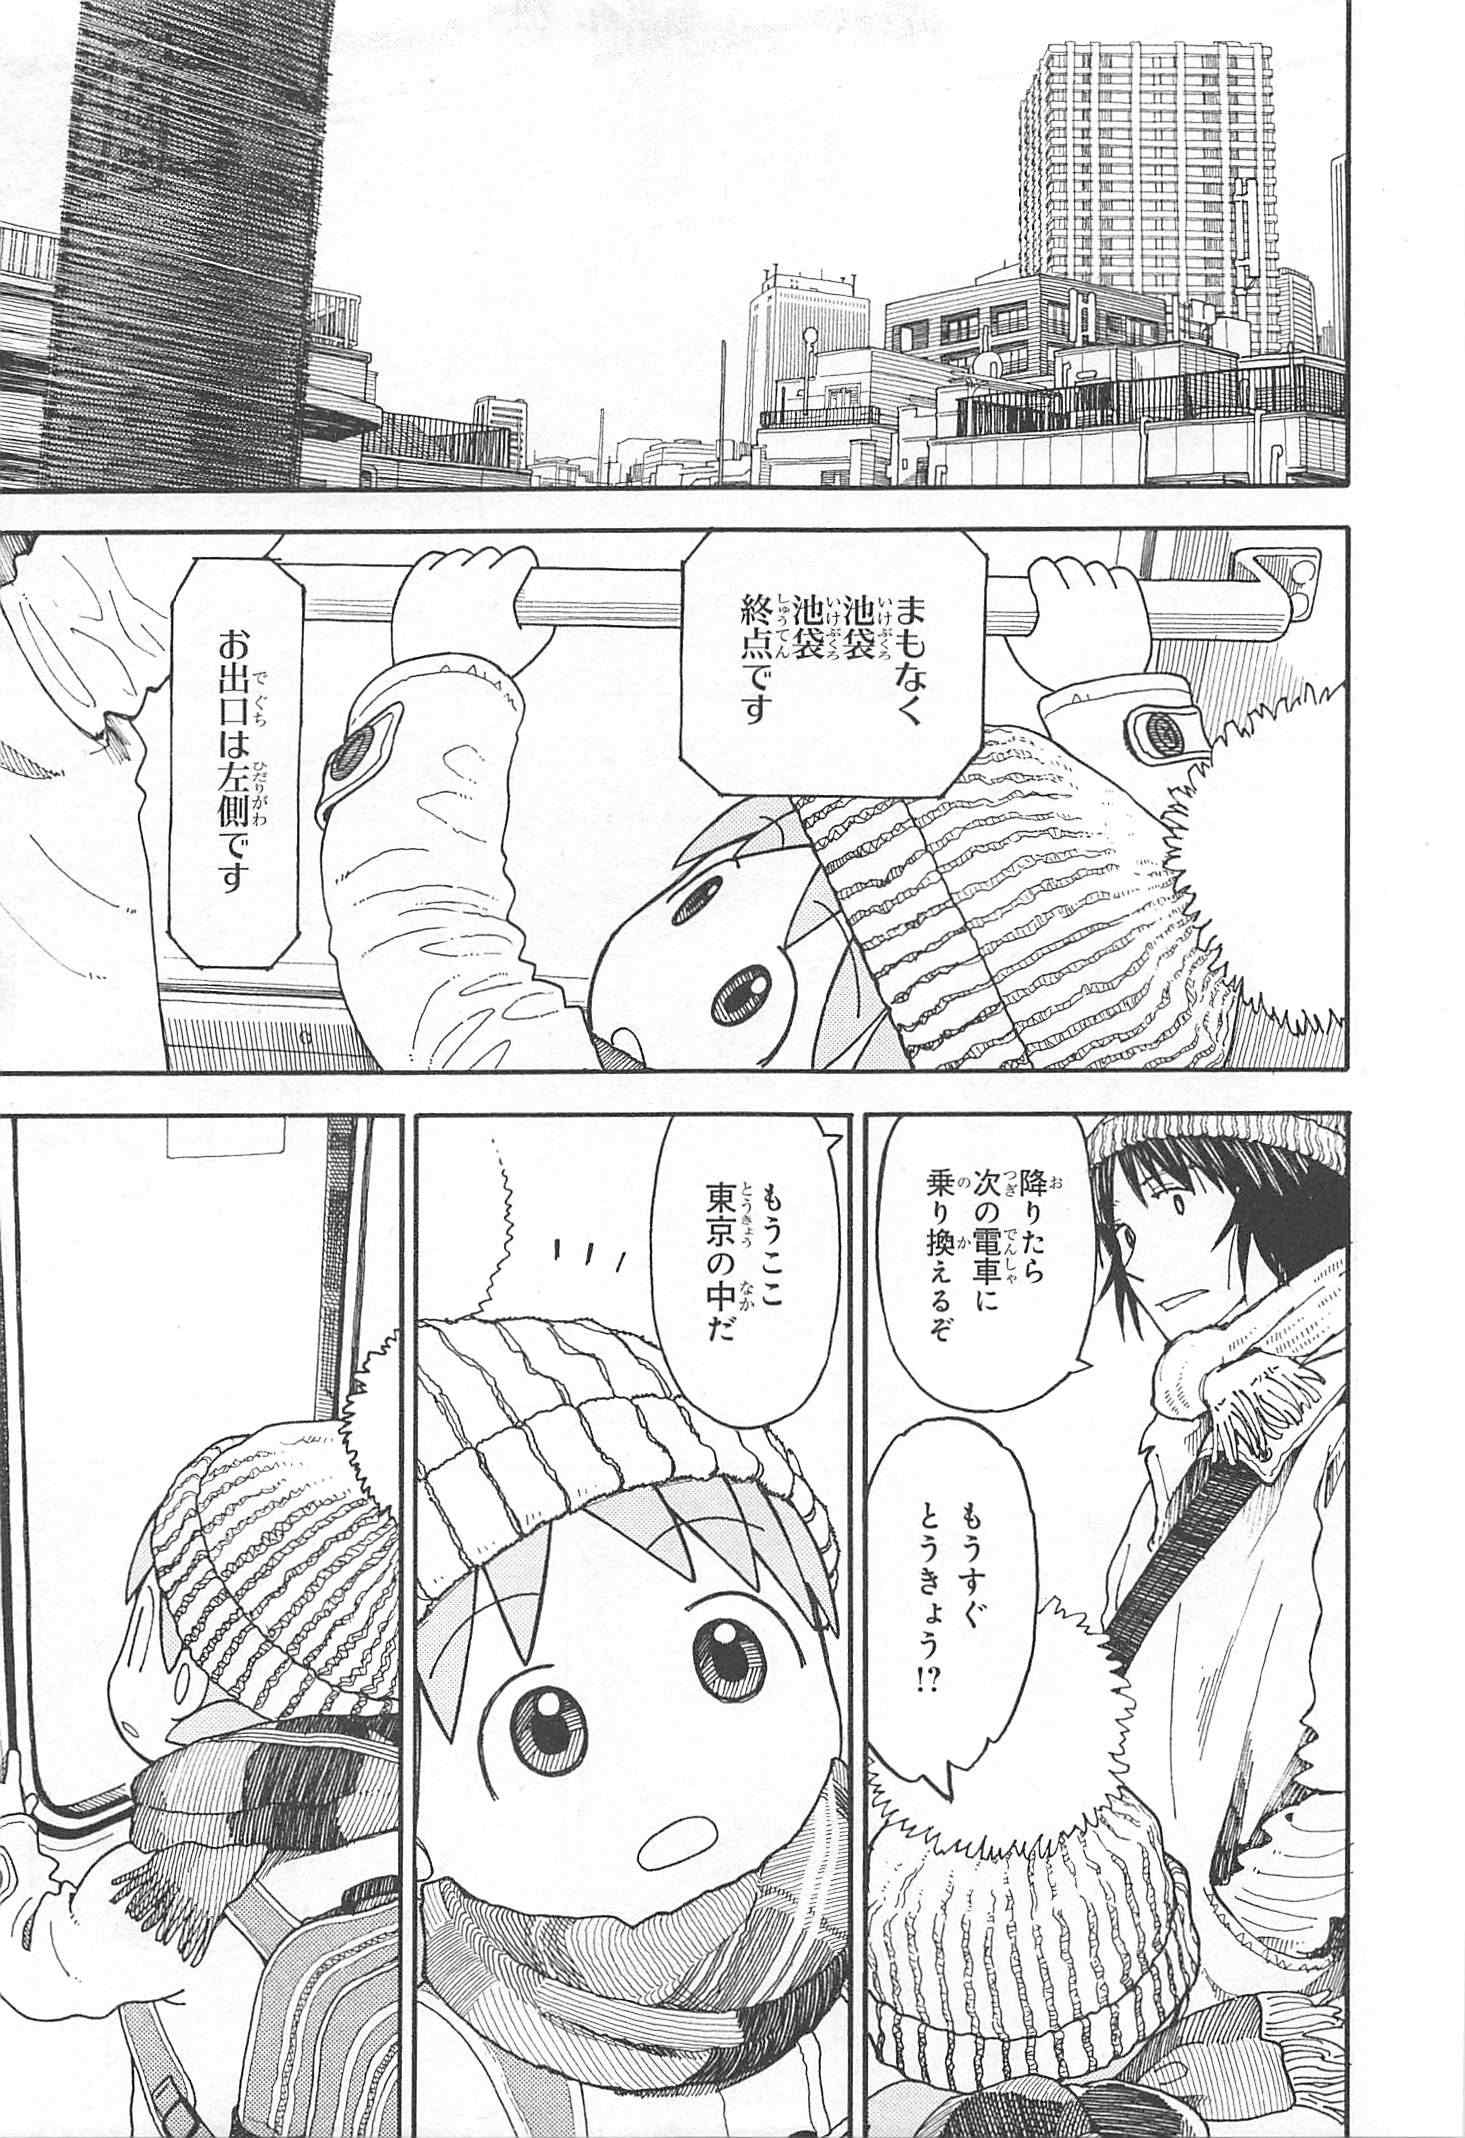 まもなく
池袋
池袋
終点です
お出口は左側です
降りたら
次の電車に
乗り換えるぞ
もうすぐ
とうきょう!?
もうここ
東京の中だ